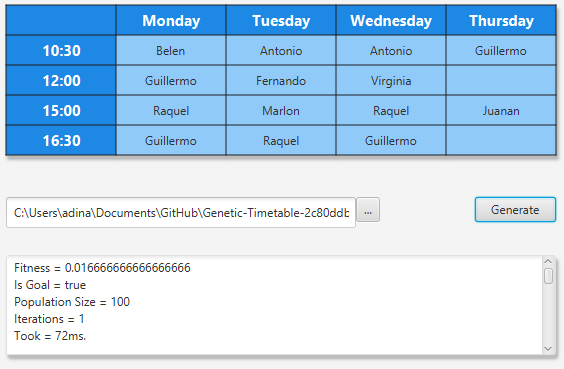 Monday Tuesday Wednesday Thursday
10:30 Belen Antonio Antonio Guillermo
12:00 Guillermo Fernando Virginia
15:00 Raquel Marlon Raquel Juanan
16:30 Guillermo Raquel Guillermo
C:\Users\adina\Documents\GitHub\Genetic-Timetable-2c80ddb ... Generate
Fitness = 0.016666666666666666
Is Goal = true
Population Size = 100
Iterations = 1
Took = 72ms.